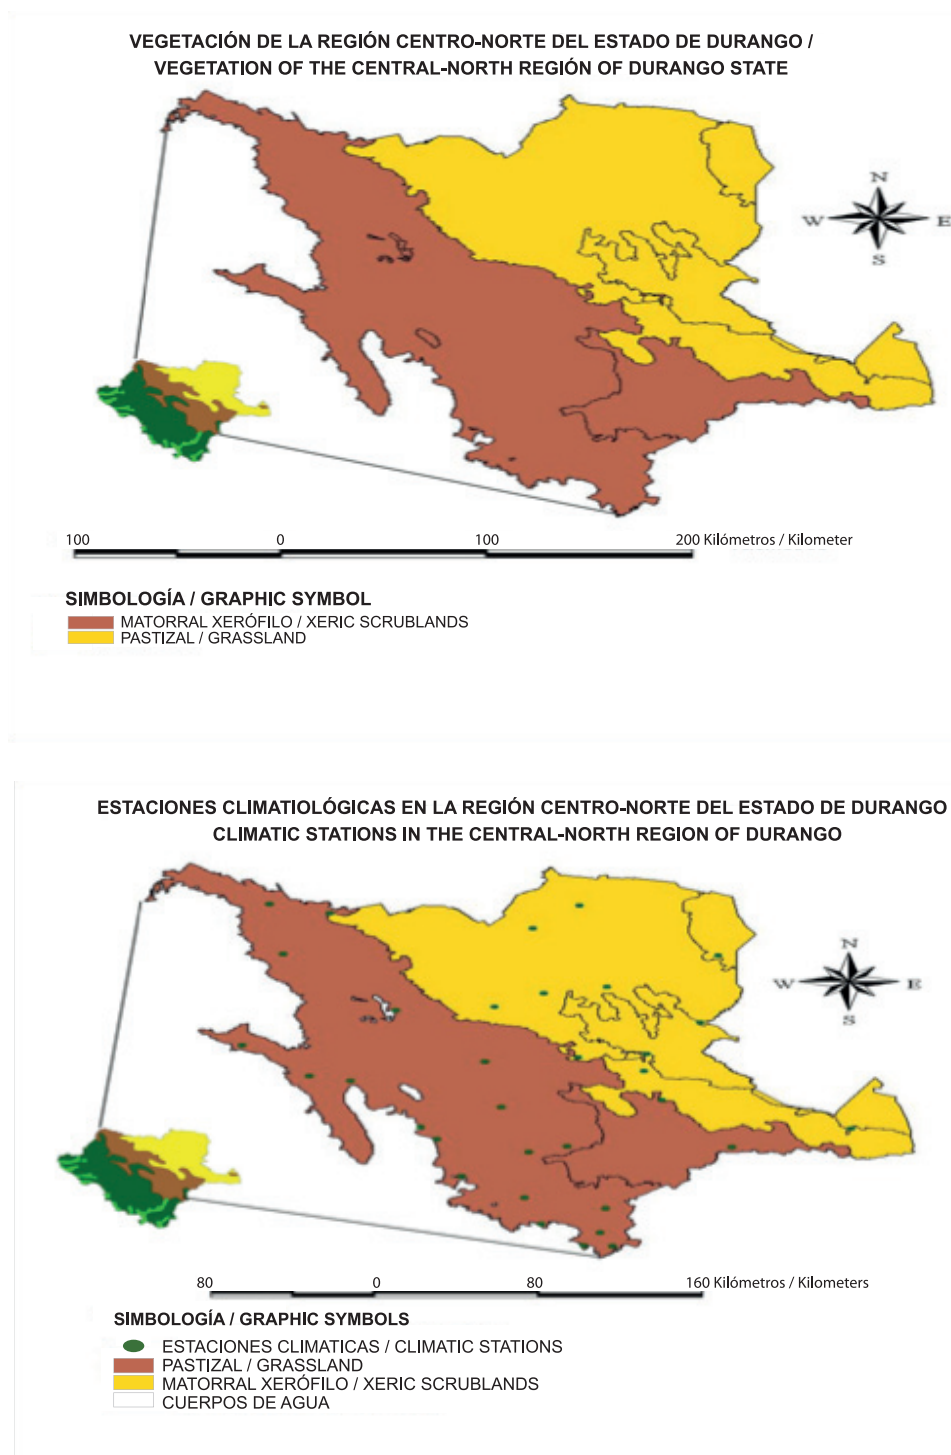 VEGETACIÓN DE LA REGIÓN CENTRO-NORTE DEL ESTADO DE DURANGO /
VEGETATION OF THE CENTRAL-NORTH REGIÓN OF DURANGO STATE
N
W
E
S
100
0
100
200 Kilómetros / Kilometer
SIMBOLOGÍA / GRAPHIC SYMBOL
MATORRAL XERÓFILO / XERIC SCRUBLANDS
PASTIZAL / GRASSLAND
ESTACIONES CLIMATIOLÓGICAS EN LA REGIÓN CENTRO-NORTE DEL ESTADO DE DURANGO
CLIMATIC STATIONS IN THE CENTRAL-NORTH REGION OF DURANGO
N
W
E
S
80
0
80
160 Kilómetros / Kilometers
SIMBOLOGÍA / GRAPHIC SYMBOLS
ESTACIONES CLIMATICAS / CLIMATIC STATIONS
PASTIZAL / GRASSLAND
MATORRAL XERÓFILO / XERIC SCRUBLANDS
CUERPOS DE AGUA